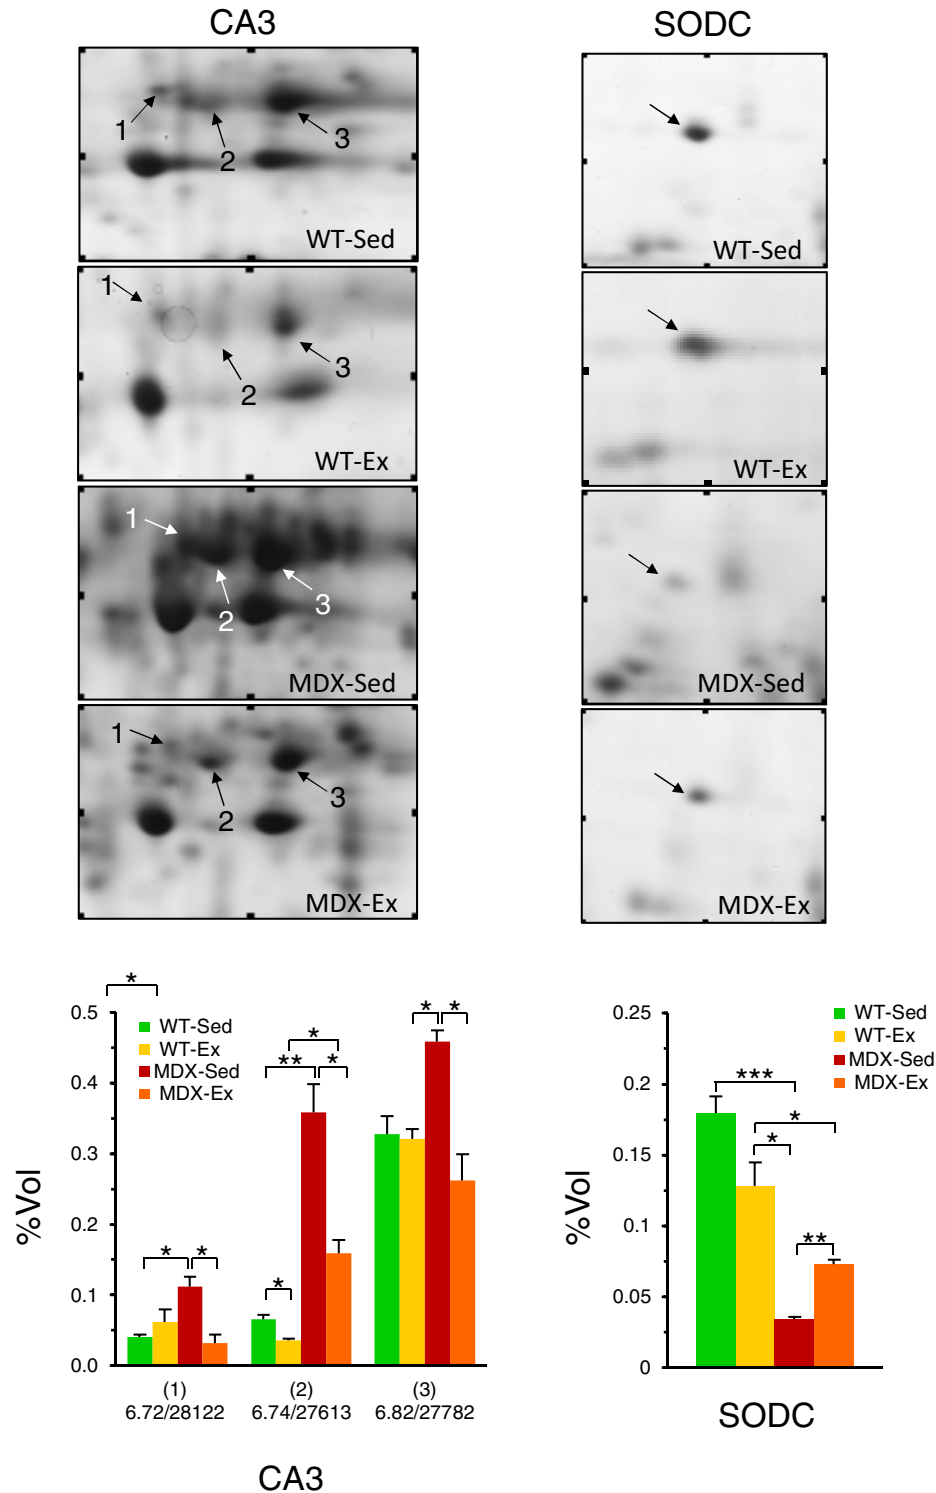 CA3
1
2
3
WT-Sed
1
2
3
WT-Ex
1
2
3
MDX-Sed
1
2
3
MDX-Ex
SODC
WT-Sed
WT-Ex
MDX-Sed
MDX-Ex
%Vol
*
0.5
0.4
0.3
0.2
0.1
0.0
WT-Sed
WT-Ex
MDX-Sed
MDX-Ex
* *
*
** *
*
* *
(1)
6.72/28122
(2)
6.74/27613
(3)
6.82/27782
CA3
%Vol
0.25
0.2
0.15
0.1
0.05
0
WT-Sed
WT-Ex
MDX-Sed
MDX-Ex
***
*
*
**
SODC